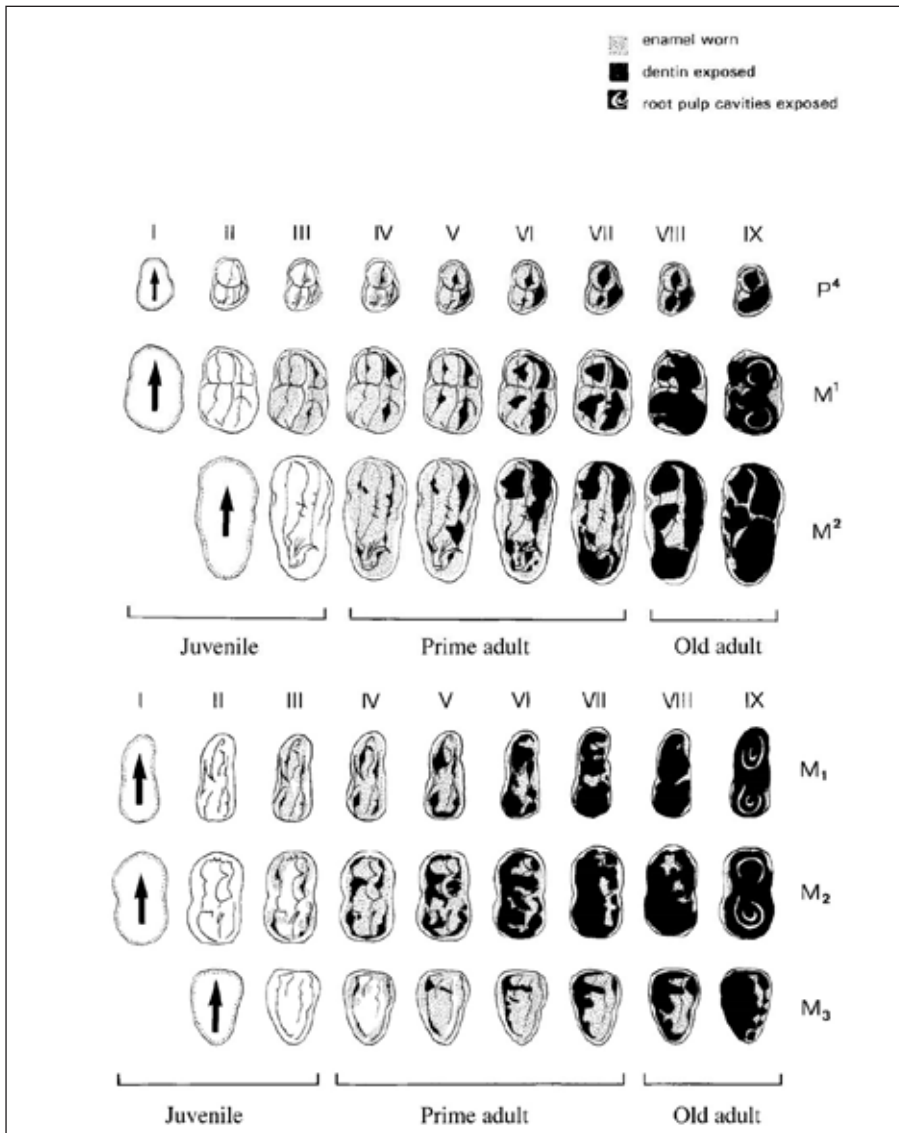 enamel worn
dentin exposed
root pulp cavities exposed
I II III IV V VI VII VIII IX
P⁴
M¹
M²
Juvenile Prime adult Old adult
I II III IV V VI VII VIII IX
M₁
M₂
M₃
Juvenile Prime adult Old adult